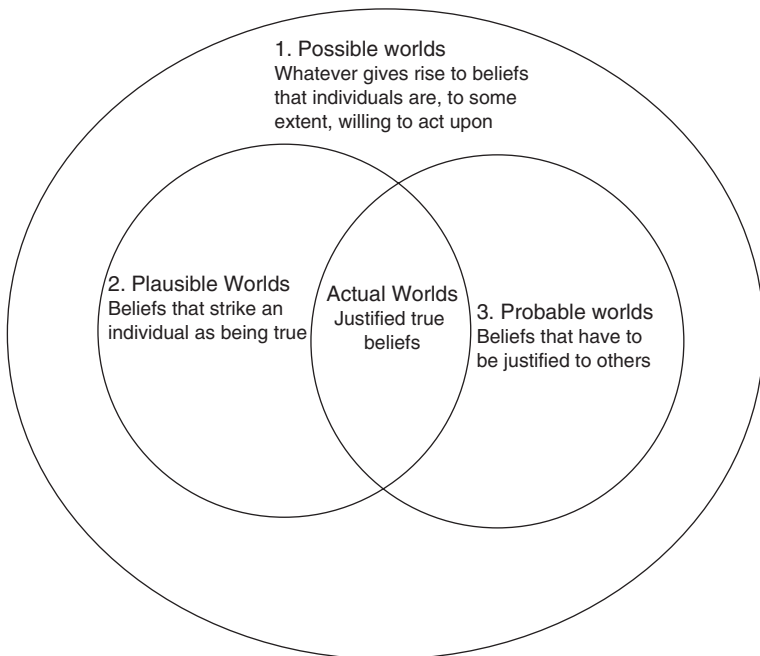 1. Possible worlds
Whatever gives rise to beliefs
that individuals are, to some
extent, willing to act upon
2. Plausible Worlds
Beliefs that strike an
individual as being true
Actual Worlds
Justified true
beliefs
3. Probable worlds
Beliefs that have to
be justified to others